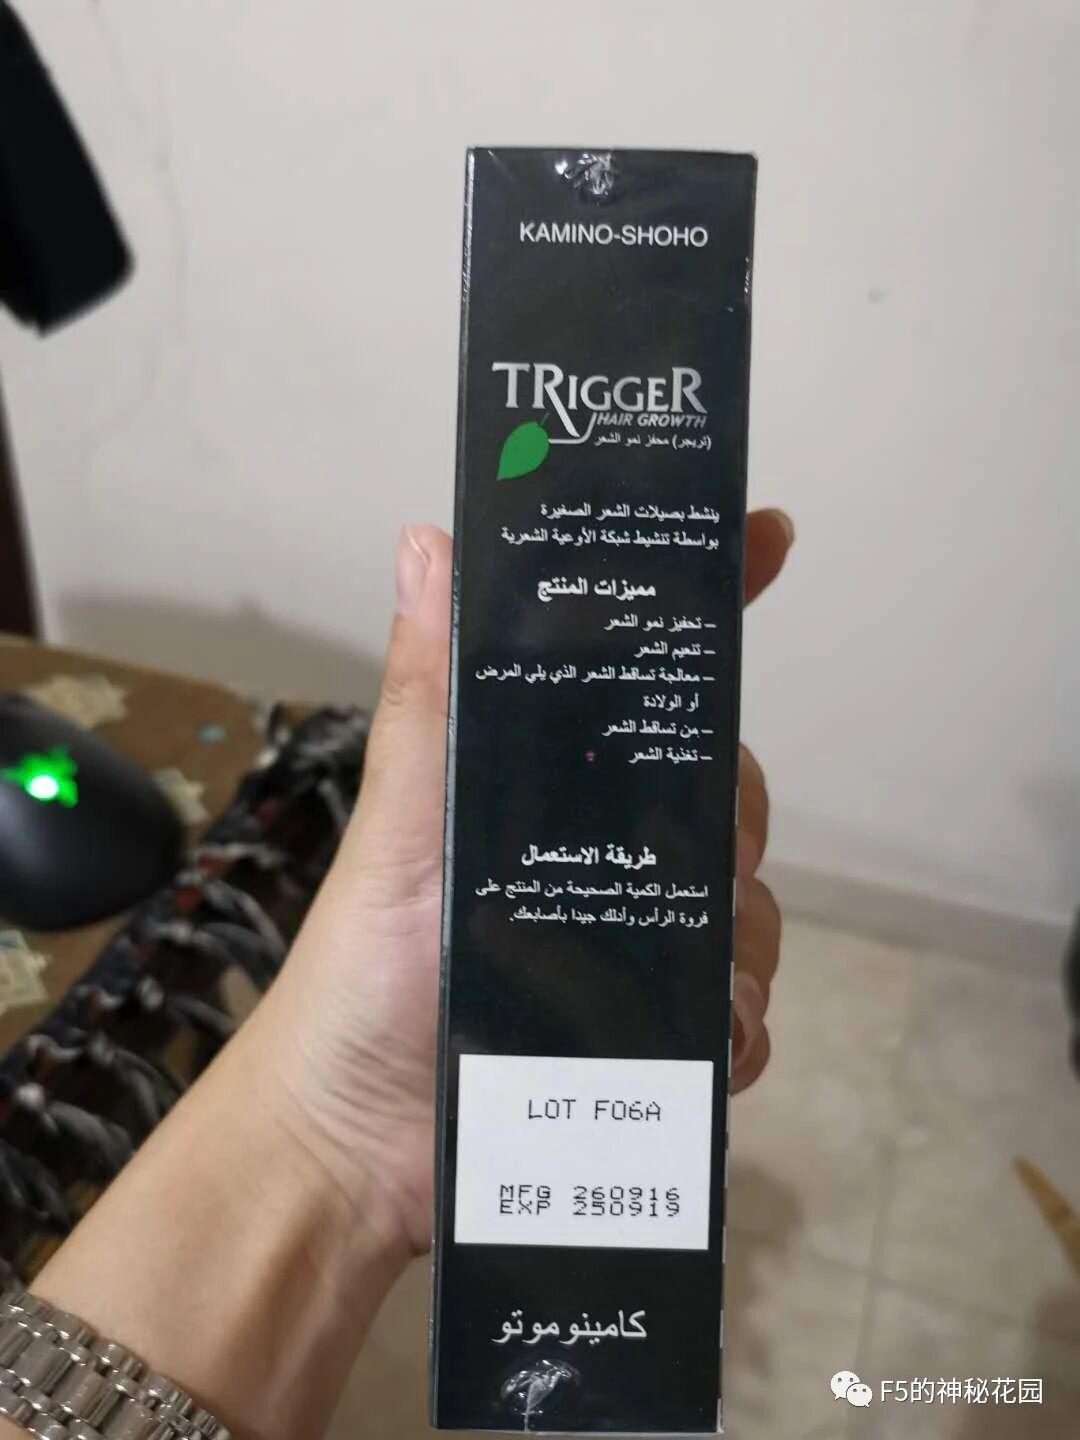 KAMINO-SHOHO
TRIGGER
HAIR GROWTH
(تريجر) محفز نمو الشعر
ينشط بصيلات الشعر الصغيرة
بواسطة تنشيط شبكة الأوعية الشعرية
مميزات المنتج
– تحفيز نمو الشعر
– تنعيم الشعر
– معالجة تساقط الشعر الذي يلي المرض
أو الولادة
– من تساقط الشعر
– تغذية الشعر
طريقة الاستعمال
استعمل الكمية الصحيحة من المنتج على
فروة الرأس وأدلك جيدا بأصابعك.
LOT F06A
MFG 260916
EXP 250919
كامينوموتو
F5的神秘花园